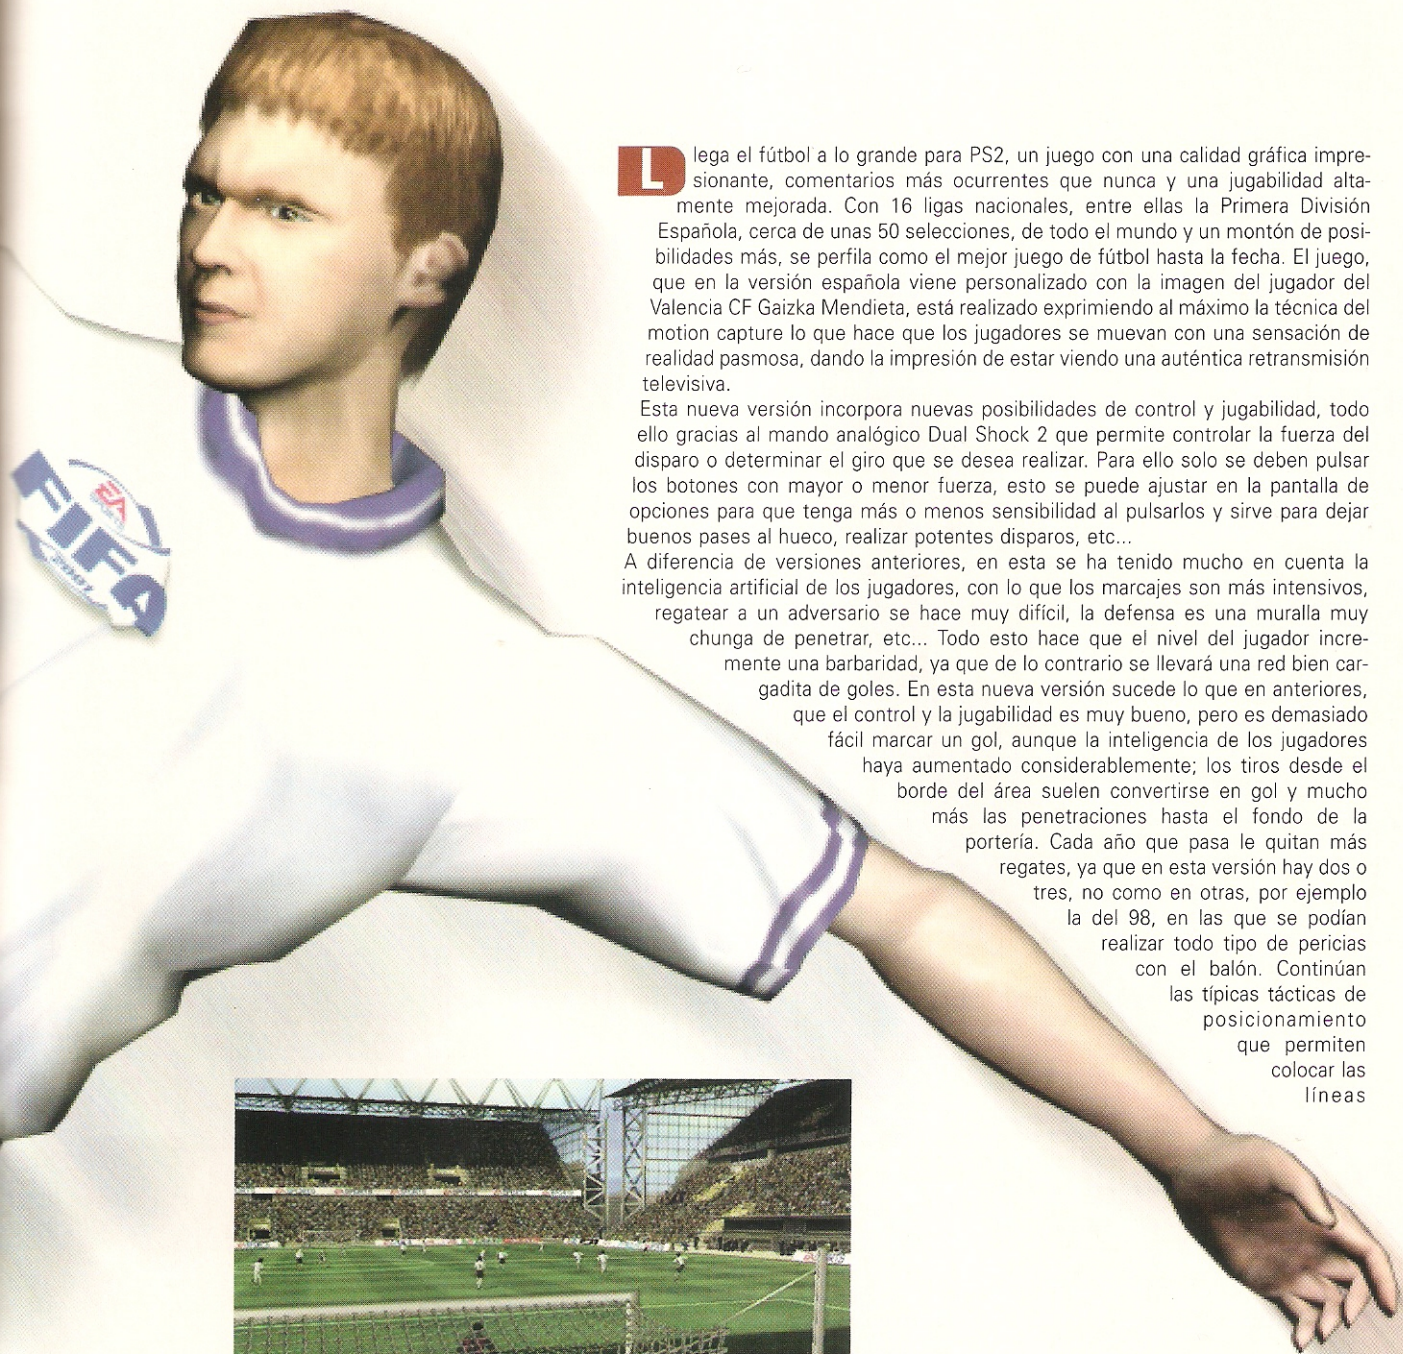 Llega el fútbol a lo grande para PS2, un juego con una calidad gráfica impre-
sionante, comentarios más ocurrentes que nunca y una jugabilidad alta-
mente mejorada. Con 16 ligas nacionales, entre ellas la Primera División
Española, cerca de unas 50 selecciones, de todo el mundo y un montón de posi-
bilidades más, se perfila como el mejor juego de fútbol hasta la fecha. El juego,
que en la versión española viene personalizado con la imagen del jugador del
Valencia CF Gaizka Mendieta, está realizado exprimiendo al máximo la técnica del
motion capture lo que hace que los jugadores se muevan con una sensación de
realidad pasmosa, dando la impresión de estar viendo una auténtica retransmisión
televisiva.
Esta nueva versión incorpora nuevas posibilidades de control y jugabilidad, todo
ello gracias al mando analógico Dual Shock 2 que permite controlar la fuerza del
disparo o determinar el giro que se desea realizar. Para ello solo se deben pulsar
los botones con mayor o menor fuerza, esto se puede ajustar en la pantalla de
opciones para que tenga más o menos sensibilidad al pulsarlos y sirve para dejar
buenos pases al hueco, realizar potentes disparos, etc...
A diferencia de versiones anteriores, en esta se ha tenido mucho en cuenta la
inteligencia artificial de los jugadores, con lo que los marcajes son más intensivos,
regatear a un adversario se hace muy difícil, la defensa es una muralla muy
chunga de penetrar, etc... Todo esto hace que el nivel del jugador incre-
mente una barbaridad, ya que de lo contrario se llevará una red bien car-
gadita de goles. En esta nueva versión sucede lo que en anteriores,
que el control y la jugabilidad es muy bueno, pero es demasiado
fácil marcar un gol, aunque la inteligencia de los jugadores
haya aumentado considerablemente; los tiros desde el
borde del área suelen convertirse en gol y mucho
más las penetraciones hasta el fondo de la
portería. Cada año que pasa le quitan más
regates, ya que en esta versión hay dos o
tres, no como en otras, por ejemplo
la del 98, en las que se podían
realizar todo tipo de pericias
con el balón. Continúan
las típicas tácticas de
posicionamiento
que permiten
colocar las
líneas
EA
SPORTS
FIFA
2001